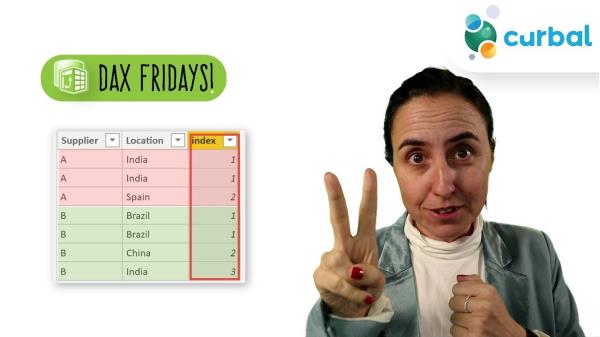 curbal
DAX FRIDAYS!
Supplier Location index
A India 1
A India 1
A Spain 2
B Brazil 1
B Brazil 1
B China 2
B India 3